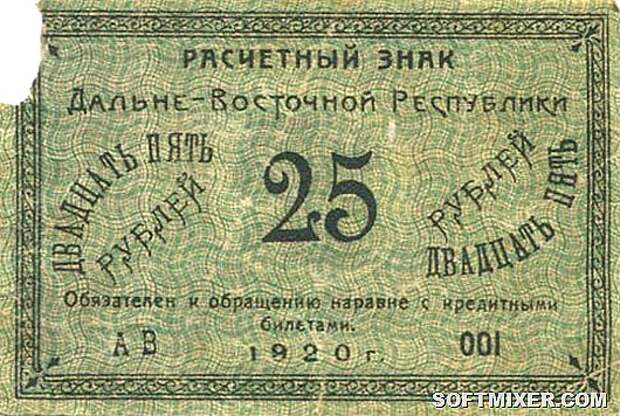 РАСЧЕТНЫЙ ЗНАК
ДАЛЬНЕ-ВОСТОЧНОЙ РЕСПУБЛИКИ
ДВАДЦАТЬ ПЯТЬ
РУБЛЕЙ
25
РУБЛЕЙ
ДВАДЦАТЬ ПЯТЬ
Обязателен к обращению наравне с кредитными
билетами.
АВ
1920 г.
001
SOFTMIXER.COM